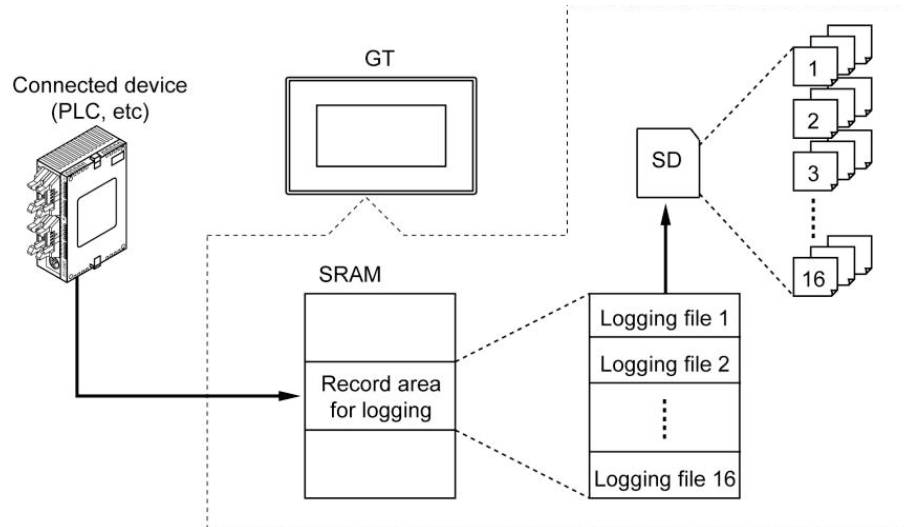 GT
Connected device
(PLC, etc)
SD
1
2
3
16
SRAM
Record area
for logging
Logging file 1
Logging file 2
Logging file 16